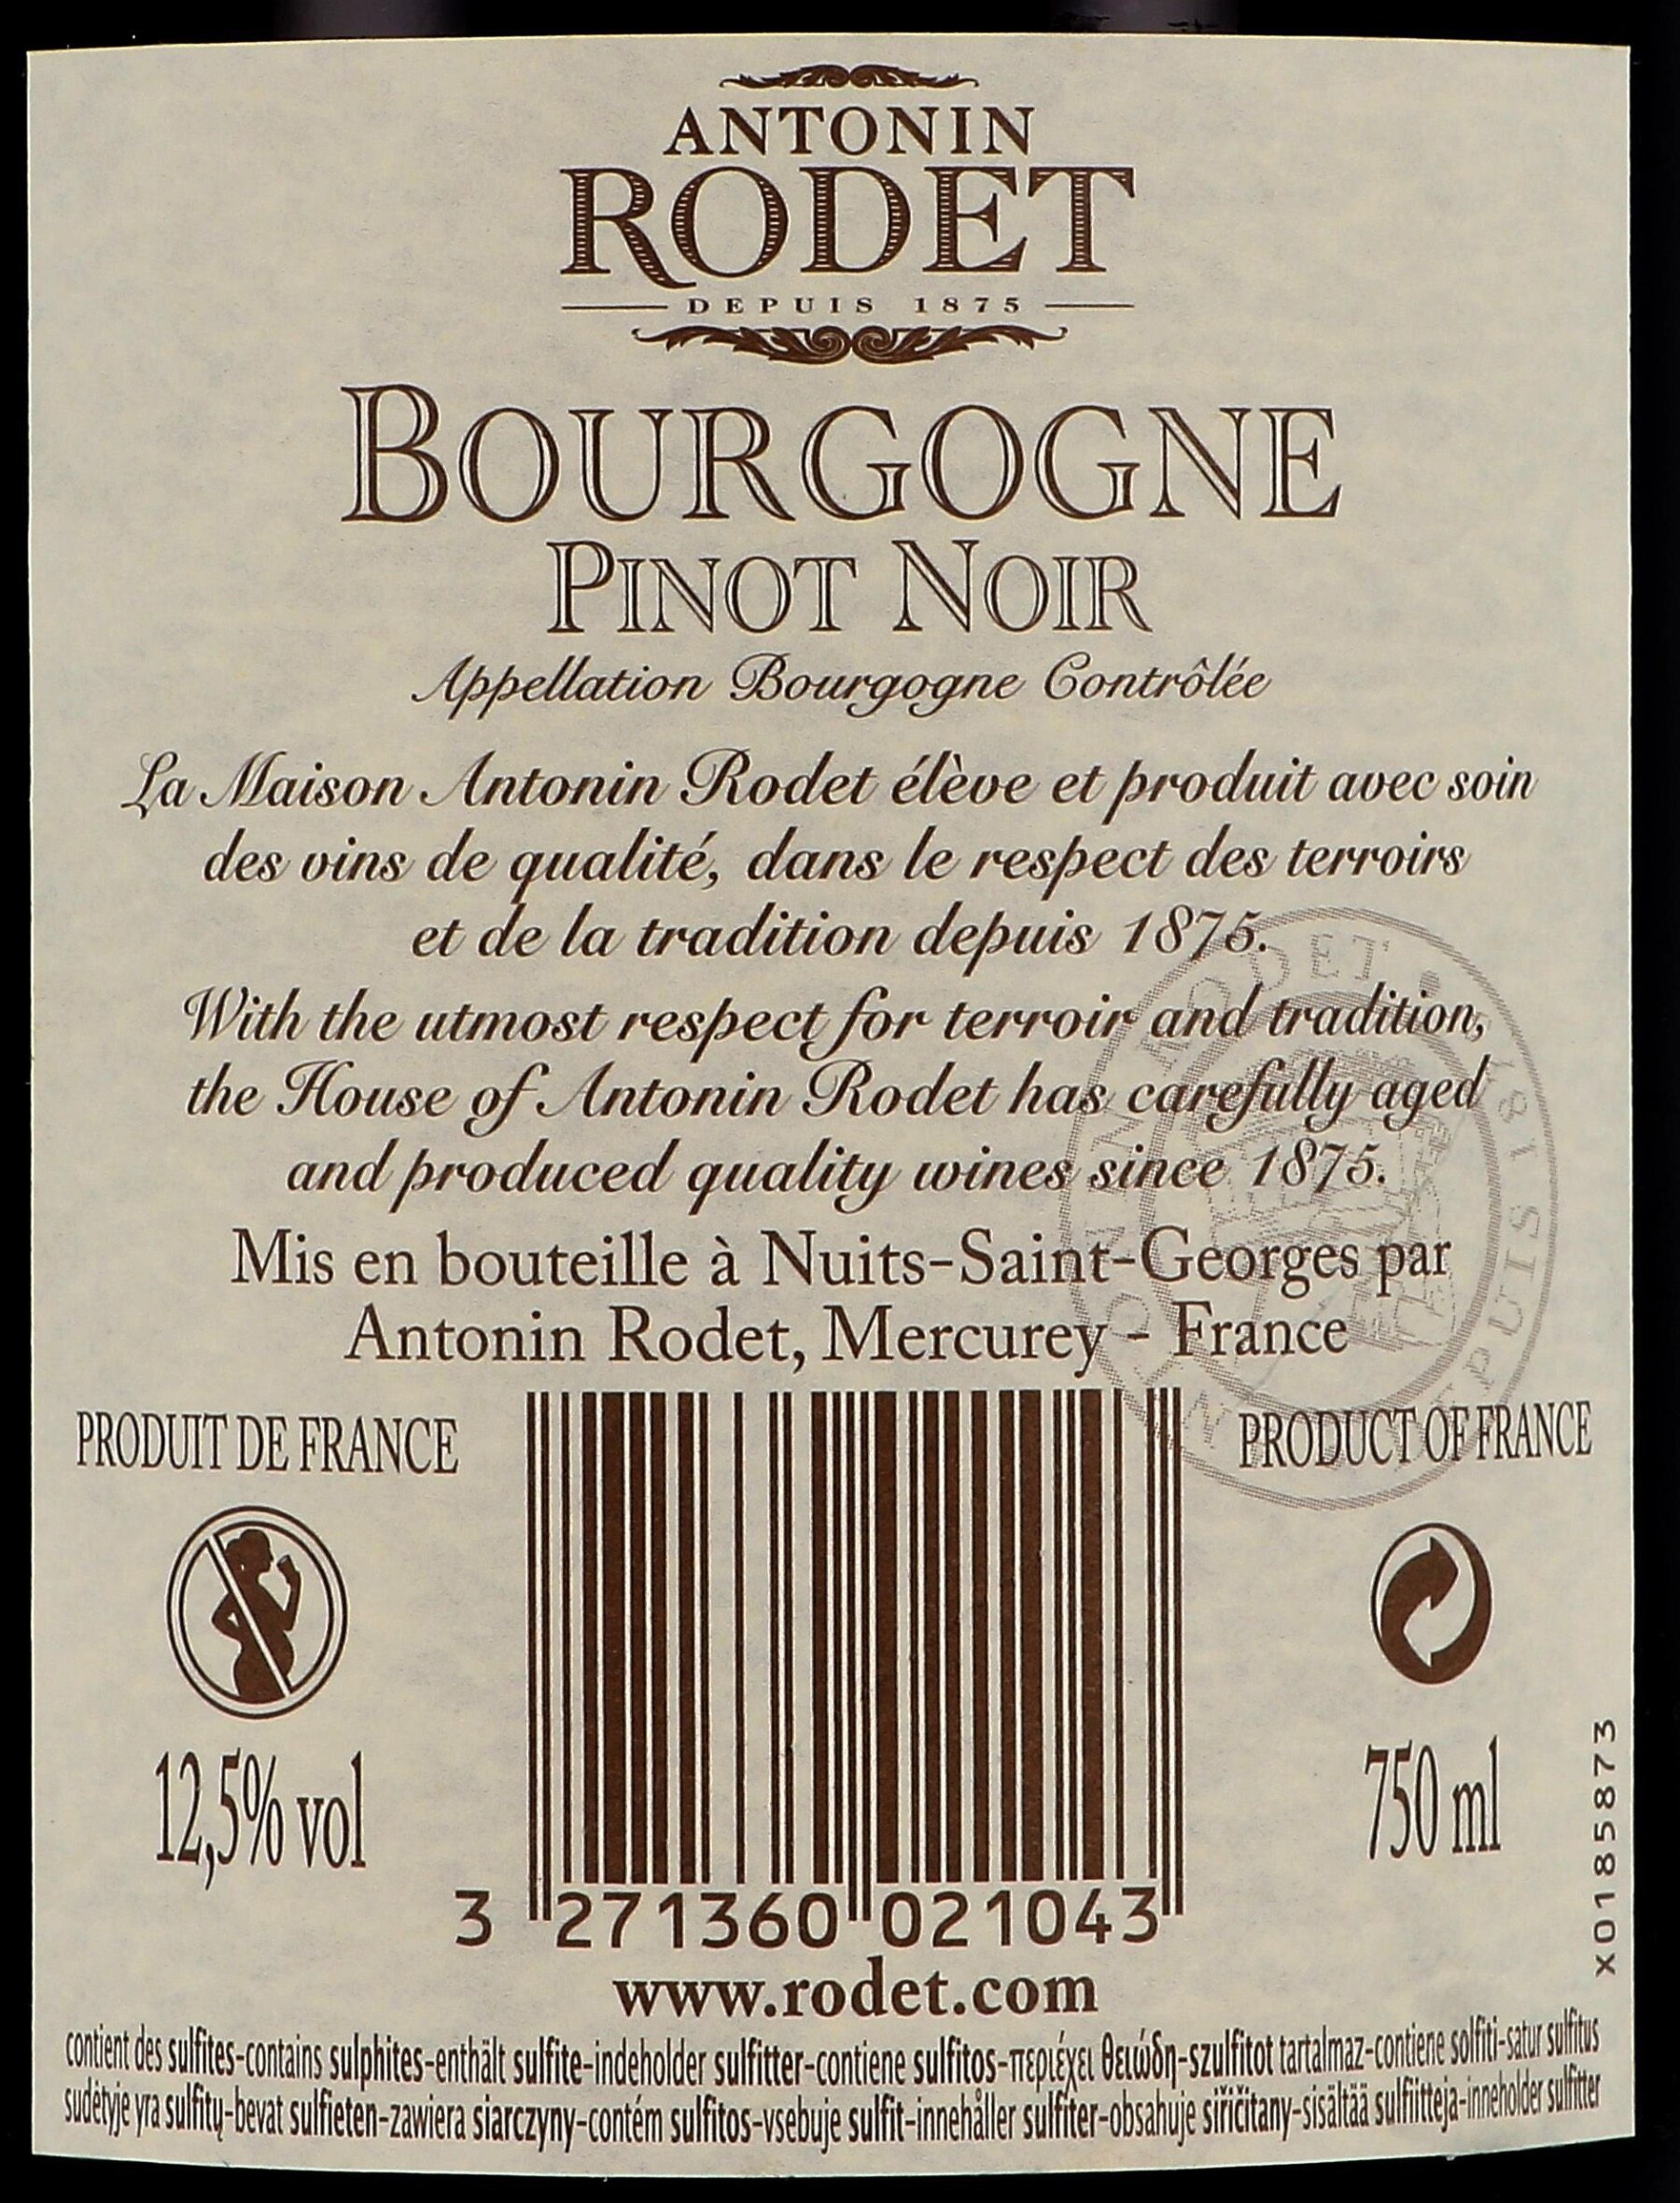 ANTONIN
RODET
DEPUIS 1875
BOURGOGNE
PINOT NOIR
Appellation Bourgogne Contrôlée
La Maison Antonin Rodet élève et produit avec soin
des vins de qualité, dans le respect des terroirs
et de la tradition depuis 1875.
With the utmost respect for terroir and tradition,
the House of Antonin Rodet has carefully aged
and produced quality wines since 1875.
Mis en bouteille à Nuits-Saint-Georges par
Antonin Rodet, Mercurey - France
PRODUIT DE FRANCE
PRODUCT OF FRANCE
12,5% vol
750 ml
X0185873
3 271360 021043
www.rodet.com
contient des sulfites-contains sulphites-enthält sulfite-indeholder sulfitter-contiene sulfitos-περιέχει θειώδη-szulfitot tartalmaz-contiene solfiti-satur sulfitus
sudėtyje yra sulfitų-bevat sulfieten-zawiera siarczyny-contém sulfitos-vsebuje sulfit-innehåller sulfiter-obsahuje siřičitany-sisältää sulfiitteja-inneholder sulfitter